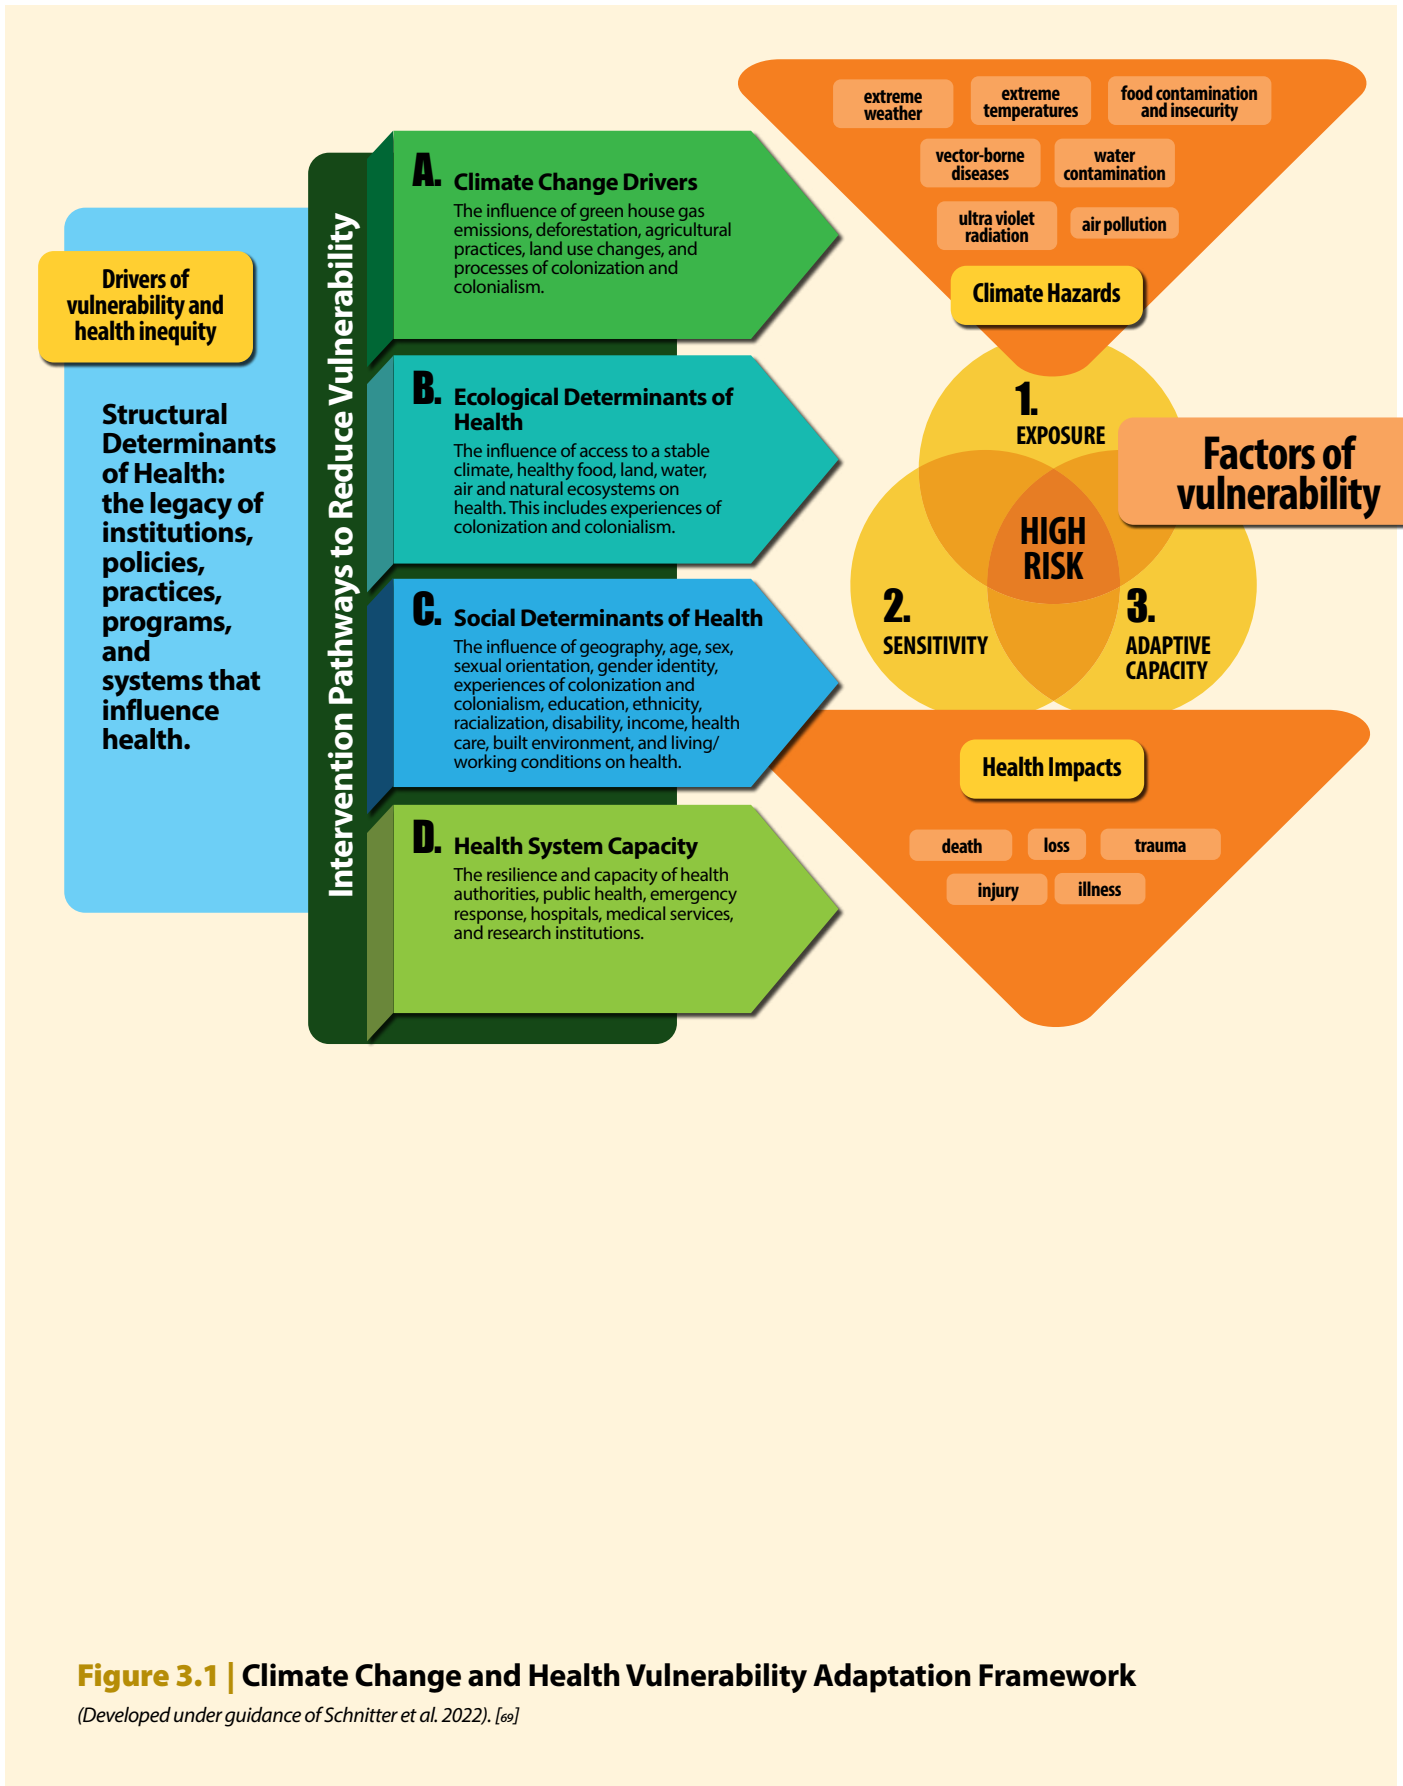 Drivers of
vulnerability and
health inequity
Structural
Determinants
of Health:
the legacy of
institutions,
policies,
practices,
programs,
and
systems that
influence
health.
Intervention Pathways to Reduce Vulnerability
A. Climate Change Drivers
The influence of green house gas
emissions, deforestation, agricultural
practices, land use changes, and
processes of colonization and
colonialism.
B. Ecological Determinants of
Health
The influence of access to a stable
climate, healthy food, land, water,
air and natural ecosystems on
health. This includes experiences of
colonization and colonialism.
C. Social Determinants of Health
The influence of geography, age, sex,
sexual orientation, gender identity,
experiences of colonization and
colonialism, education, ethnicity,
racialization, disability, income, health
care, built environment, and living/
working conditions on health.
D. Health System Capacity
The resilience and capacity of health
authorities, public health, emergency
response, hospitals, medical services,
and research institutions.
extreme
weather
extreme
temperatures
food contamination
and insecurity
vector-borne
diseases
water
contamination
ultra violet
radiation
air pollution
Climate Hazards
1.
EXPOSURE
Factors of
vulnerability
HIGH
RISK
2.
SENSITIVITY
3.
ADAPTIVE
CAPACITY
Health Impacts
death
loss
trauma
injury
illness
Figure 3.1 | Climate Change and Health Vulnerability Adaptation Framework
(Developed under guidance of Schnitter et al. 2022). [69]